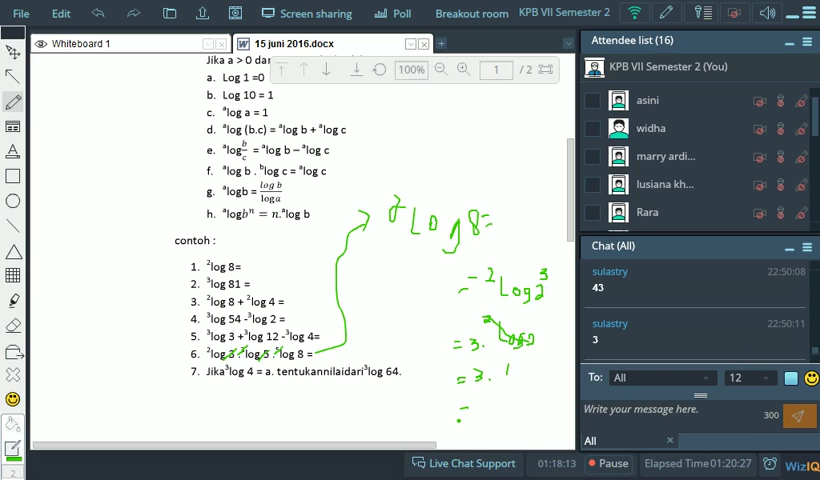 File Edit Screen sharing Poll Breakout room KPB VII Semester 2
Whiteboard 1
15 juni 2016.docx
Attendee list (16)
100% 1 / 2
KPB VII Semester 2 (You)
asini
widha
marry ardi...
lusiana kh...
Rara
Jika a > 0 dar
a. Log 1 =0
b. Log 10 = 1
c. ᵃlog a = 1
d. ᵃlog (b.c) = ᵃlog b + ᵃlog c
e. ᵃlog b/c = ᵃlog b – ᵃlog c
f. ᵃlog b . ᵇlog c = ᵃlog c
g. ᵃlogb = log b/log a
h. ᵃlogbⁿ = n.ᵃlog b
contoh :
1. ²log 8=
2. ³log 81 =
3. ²log 8 + ²log 4 =
4. ³log 54 -³log 2 =
5. ³log 3 +³log 12 -³log 4=
6. ²log 3.³log 5.⁵log 8 =
7. Jika³log 4 = a. tentukannilaidari³log 64.
²Log 8=
= ²Log 2³
= 3.
= 3. 1
=
Chat (All)
sulastry 22:50:08
43
sulastry 22:50:11
3
To: All 12
Write your message here. 300
All x
Live Chat Support 01:18:13 Pause Elapsed Time 01:20:27 WizIQ
2